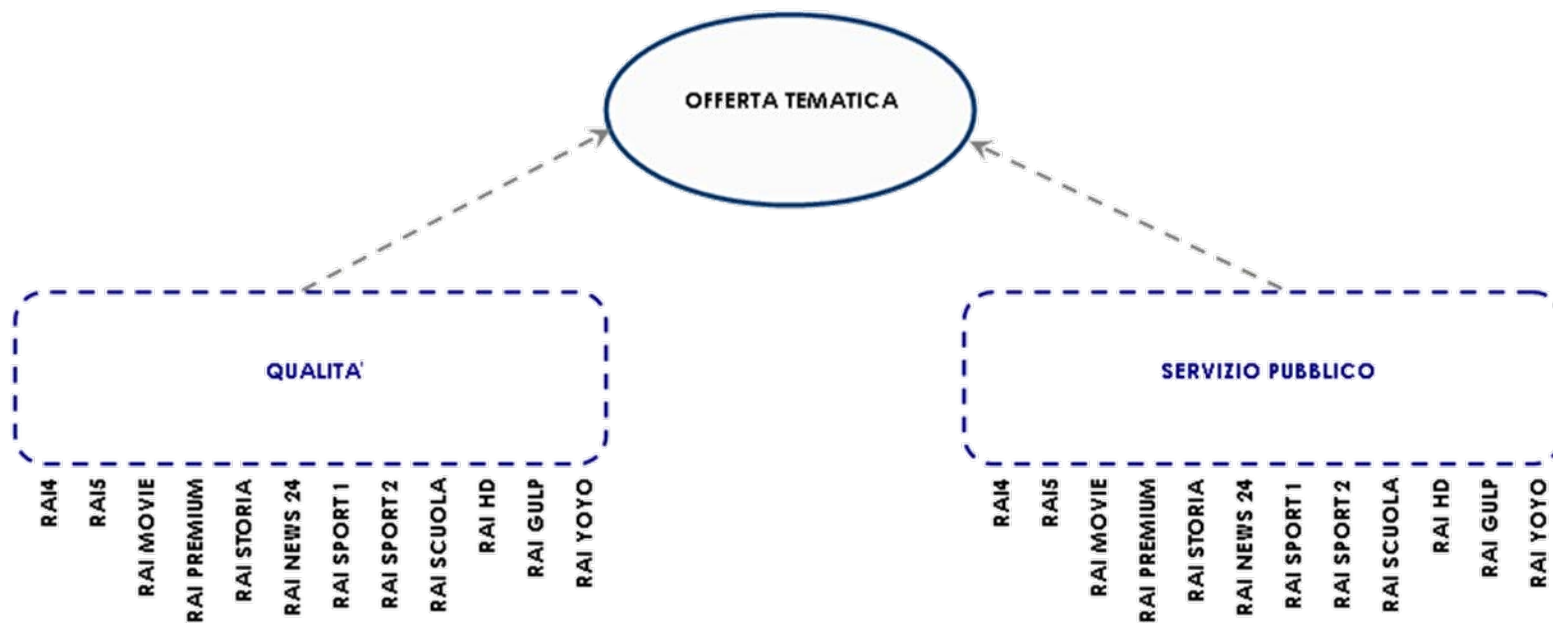 OFFERTA TEMATICA
QUALITA'
SERVIZIO PUBBLICO
RAI4
RAI5
RAI MOVIE
RAI PREMIUM
RAI STORIA
RAI NEWS 24
RAI SPORT 1
RAI SPORT 2
RAI SCUOLA
RAI HD
RAI GULP
RAI YOYO
RAI4
RAI5
RAI MOVIE
RAI PREMIUM
RAI STORIA
RAI NEWS 24
RAI SPORT 1
RAI SPORT 2
RAI SCUOLA
RAI HD
RAI GULP
RAI YOYO